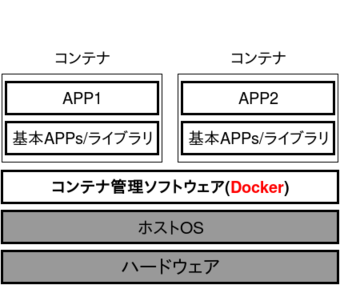 コンテナ
コンテナ
APP1
APP2
基本APPs/ライブラリ
基本APPs/ライブラリ
コンテナ管理ソフトウェア(Docker)
ホストOS
ハードウェア